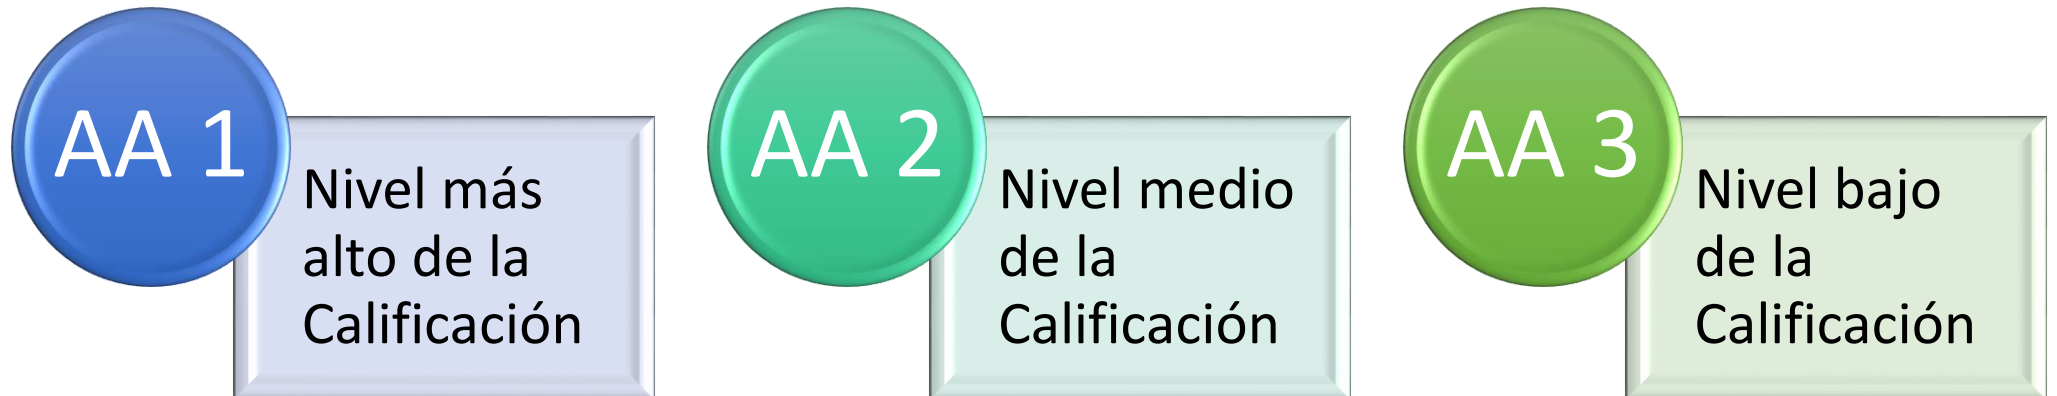 AA 1
Nivel más
alto de la
Calificación
AA 2
Nivel medio
de la
Calificación
AA 3
Nivel bajo
de la
Calificación